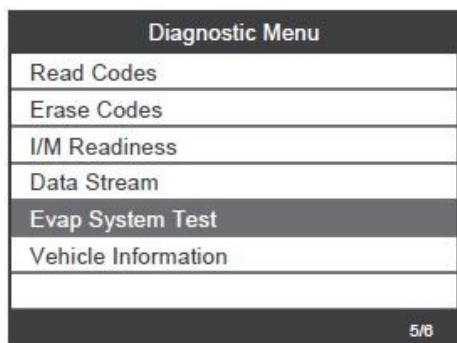 Diagnostic Menu
Read Codes
Erase Codes
I/M Readiness
Data Stream
Evap System Test
Vehicle Information
5/6